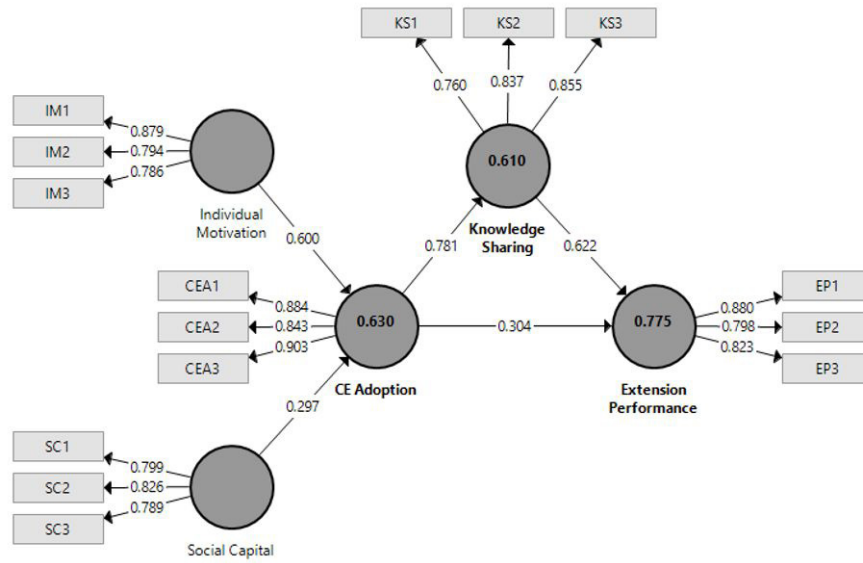 KS1
KS2
KS3
0.760
0.837
0.855
IM1
IM2
IM3
0.879
0.794
0.786
Individual
Motivation
0.610
Knowledge
Sharing
0.600
0.781
0.622
CEA1
CEA2
CEA3
0.884
0.843
0.903
0.630
CE Adoption
0.304
0.775
Extension
Performance
0.880
0.798
0.823
EP1
EP2
EP3
0.297
SC1
SC2
SC3
0.799
0.826
0.789
Social Capital